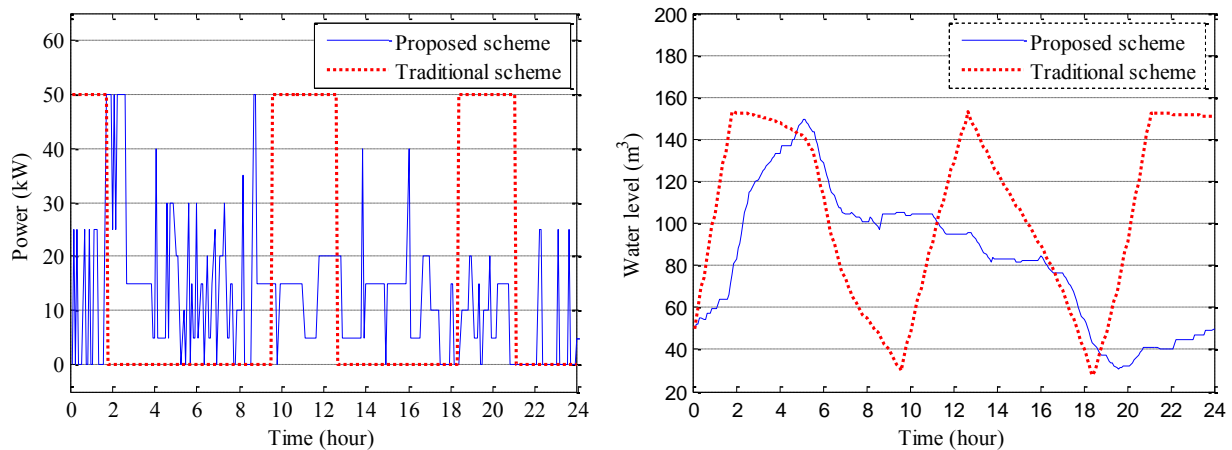 Power (kW)
60
50
40
30
20
10
0
0 2 4 6 8 10 12 14 16 18 20 22 24
Time (hour)
Proposed scheme
Traditional scheme
Water level (m³)
200
180
160
140
120
100
80
60
40
20
0 2 4 6 8 10 12 14 16 18 20 22 24
Time (hour)
Proposed scheme
Traditional scheme